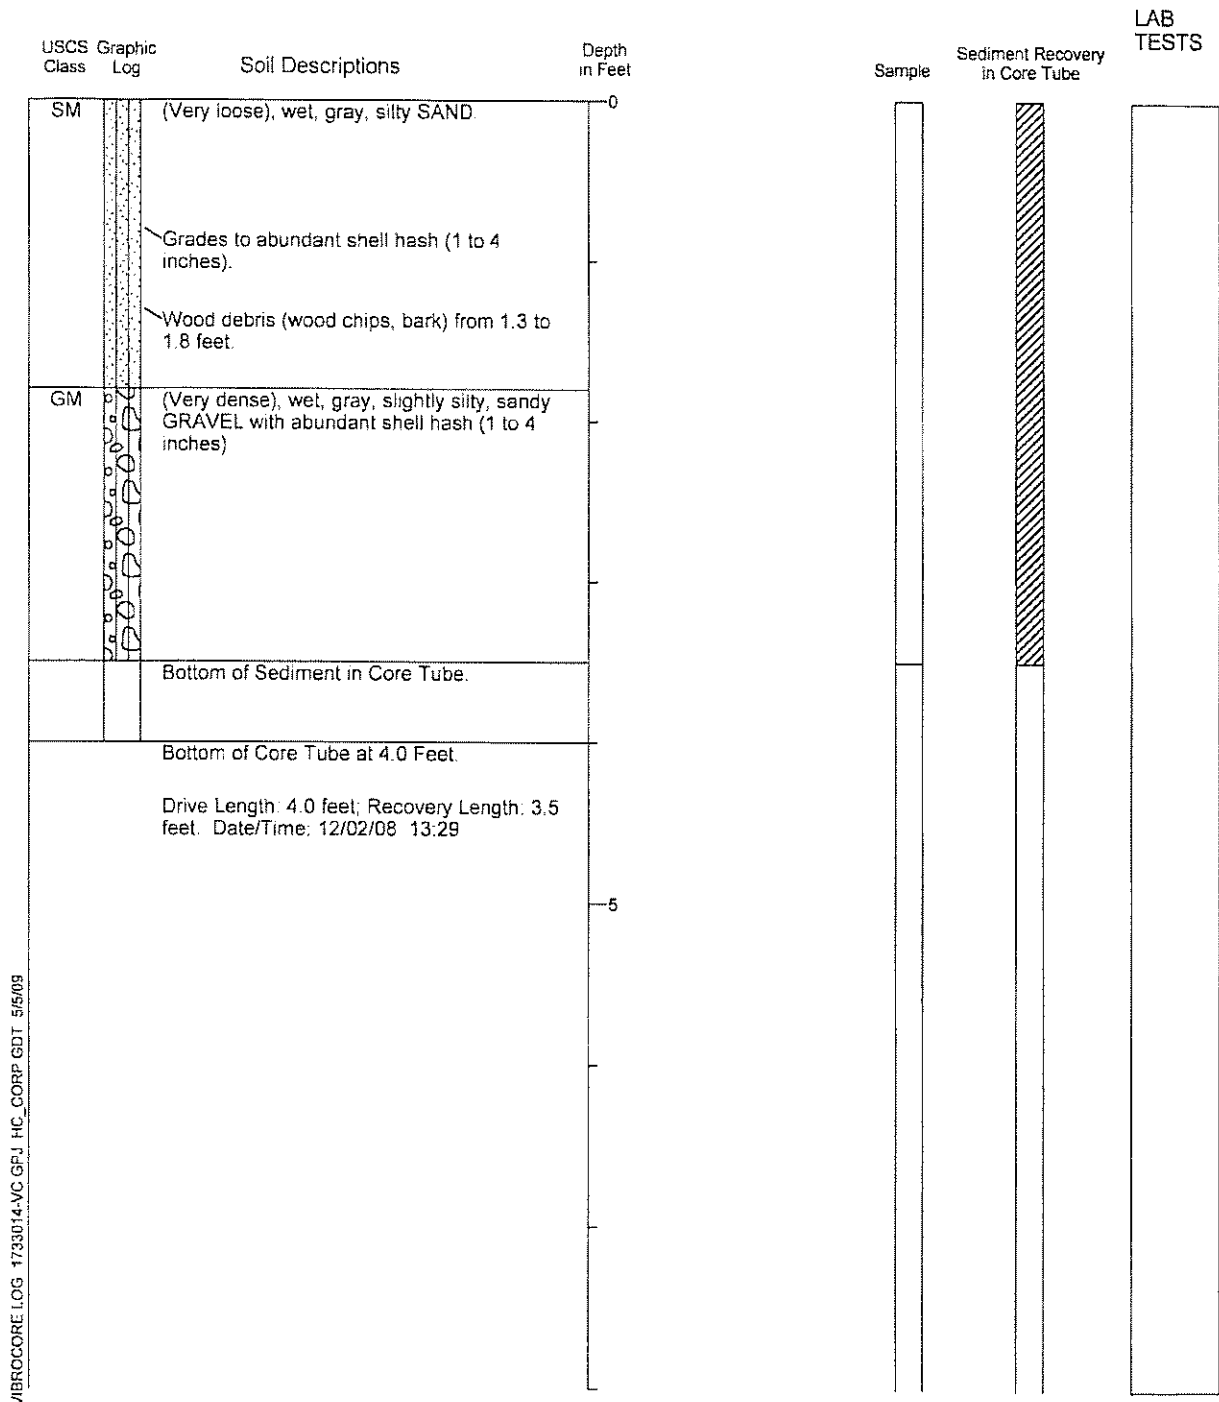 LAB
TESTS
USCS Class
Graphic Log
Soil Descriptions
Depth in Feet
Sample
Sediment Recovery
in Core Tube
SM
(Very loose), wet, gray, silty SAND.
0
Grades to abundant shell hash (1 to 4
inches).
Wood debris (wood chips, bark) from 1.3 to
1.8 feet.
GM
(Very dense), wet, gray, slightly silty, sandy
GRAVEL with abundant shell hash (1 to 4
inches)
Bottom of Sediment in Core Tube.
Bottom of Core Tube at 4.0 Feet.
Drive Length: 4.0 feet; Recovery Length: 3.5
feet. Date/Time: 12/02/08 13:29
5
VIBROCORE LOG 1733014-VC GPJ HC_CORP GDT 5/5/09